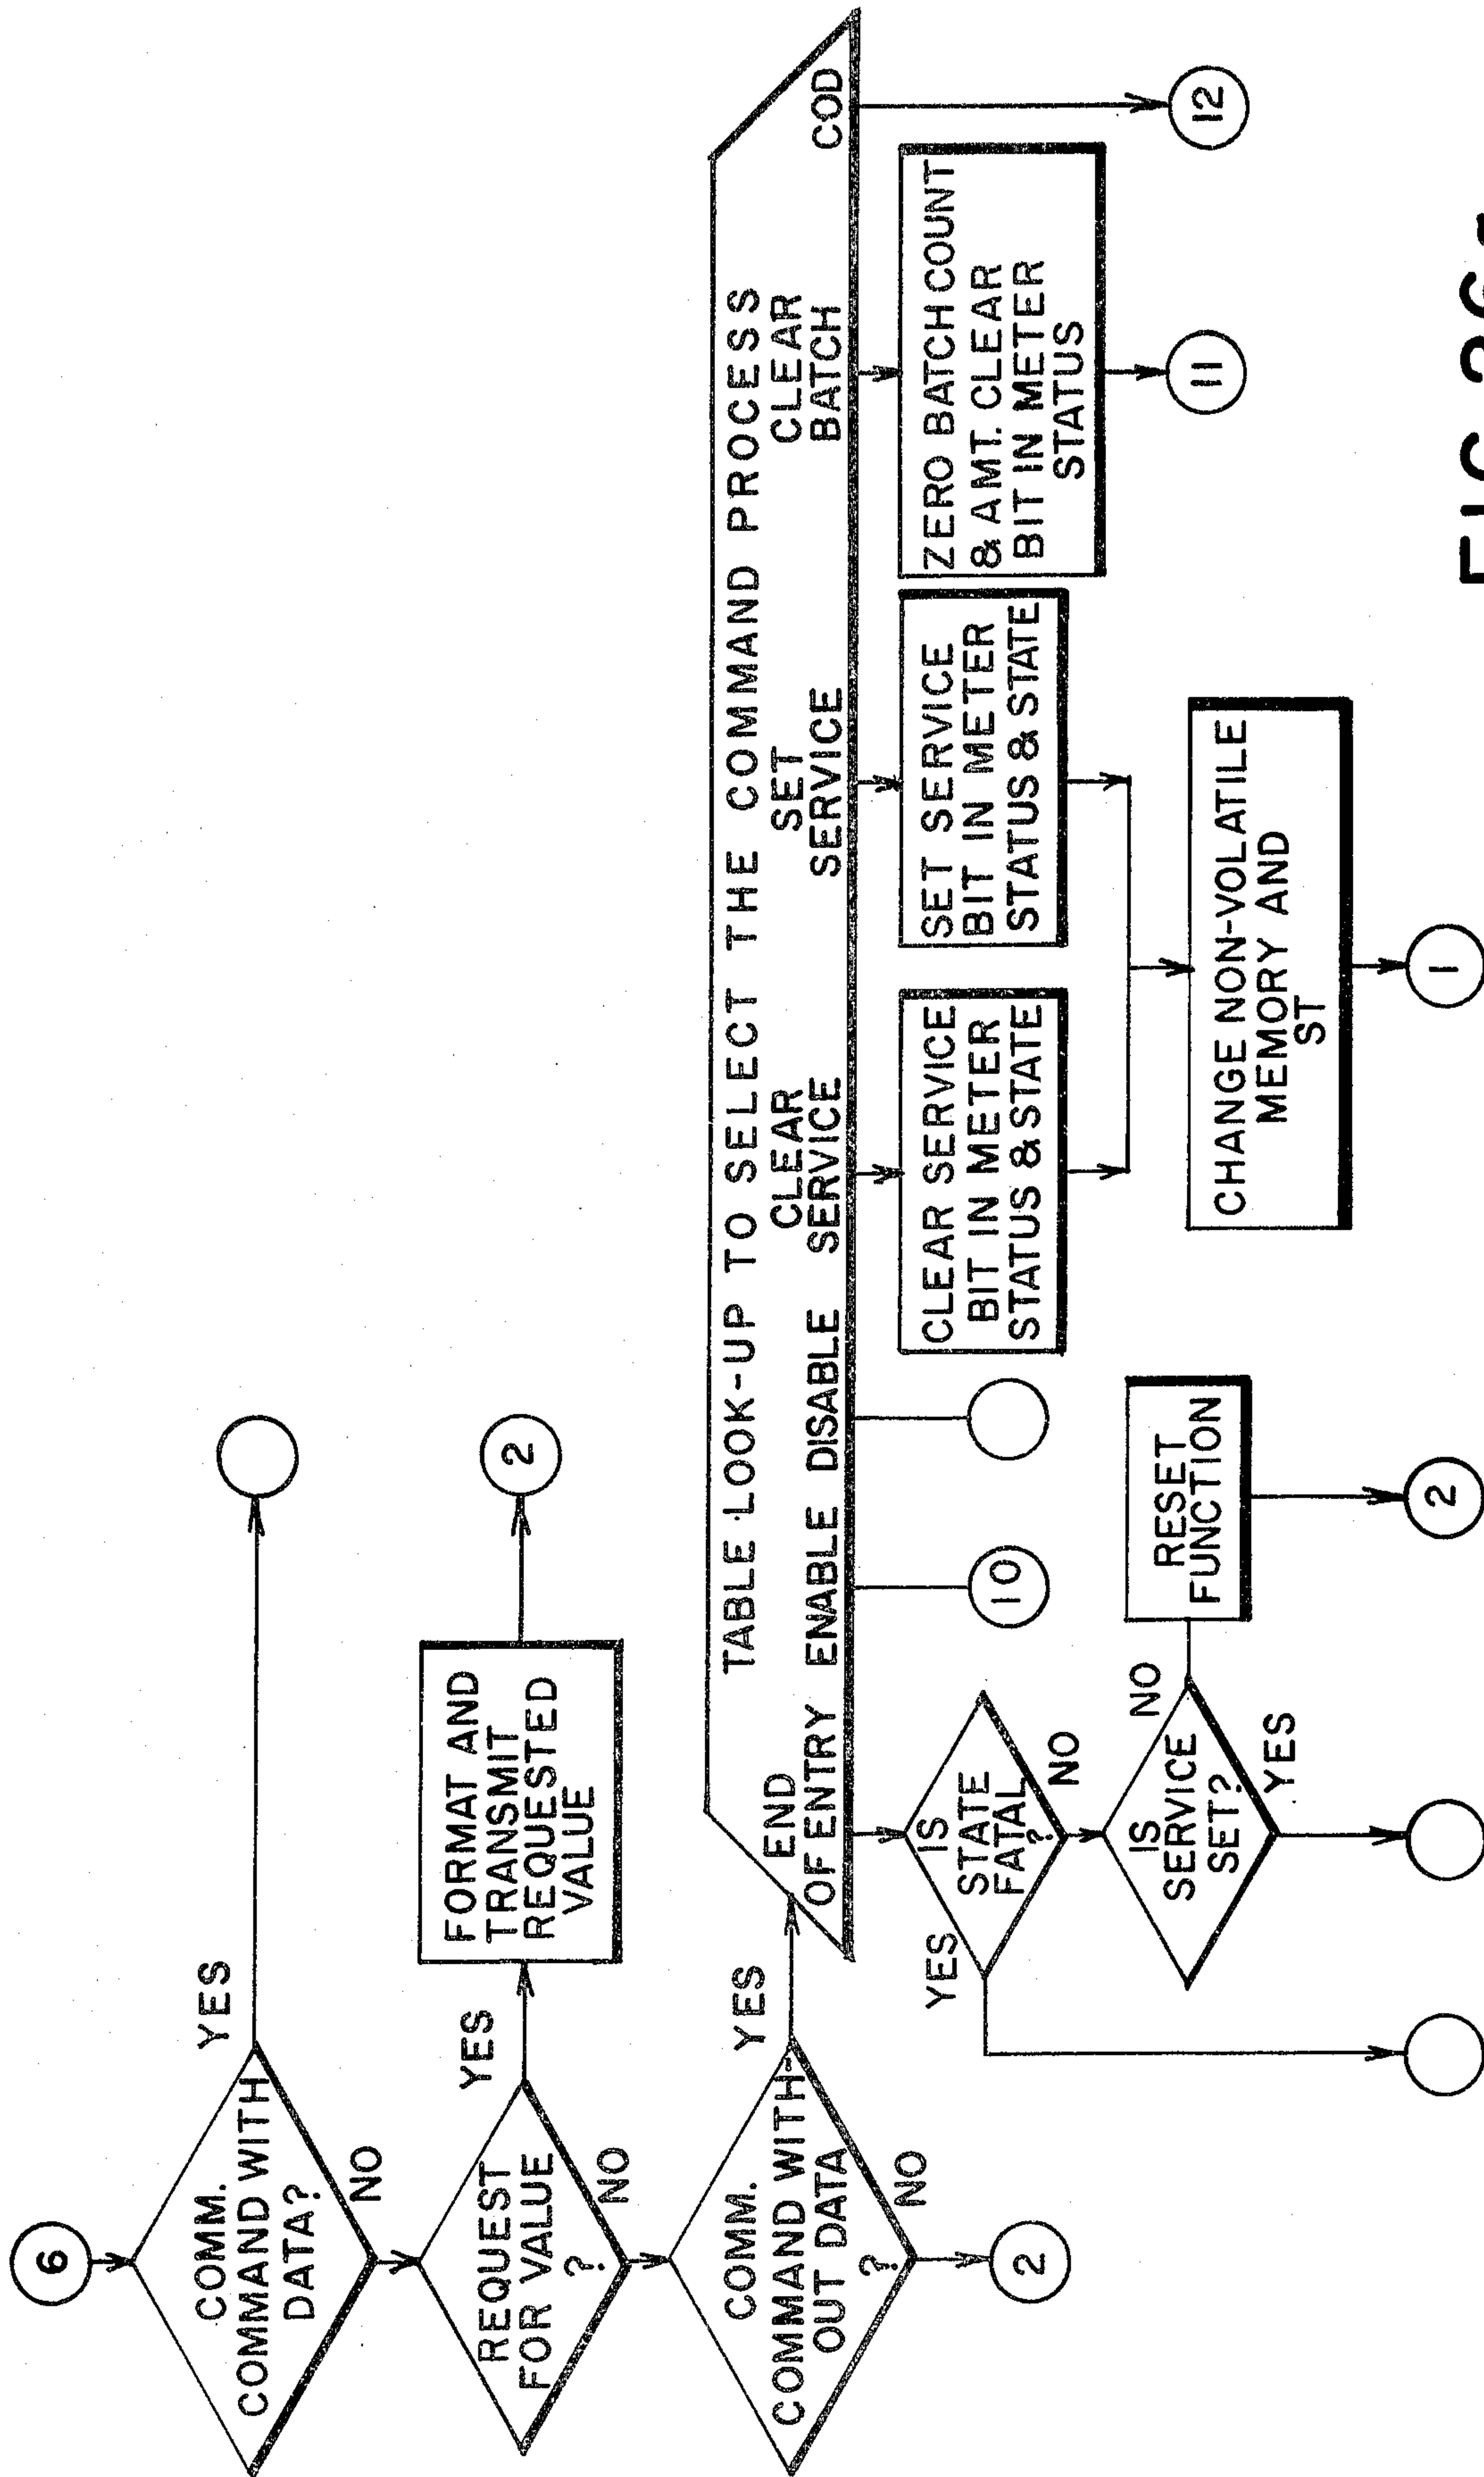 6
COMM.
COMMAND WITH
DATA?
YES
NO
REQUEST
FOR VALUE
?
YES
NO
FORMAT AND
TRANSMIT
REQUESTED
VALUE
2
COMM.
COMMAND WITH-
OUT DATA
?
YES
NO
2
TABLE LOOK-UP TO SELECT THE COMMAND PROCESS
END
OF ENTRY
ENABLE
DISABLE
CLEAR
SERVICE
SET
SERVICE
CLEAR
BATCH
COD
IS
STATE
FATAL
?
YES
NO
IS
SERVICE
SET?
NO
YES
RESET
FUNCTION
2
10
CLEAR SERVICE
BIT IN METER
STATUS & STATE
SET SERVICE
BIT IN METER
STATUS & STATE
CHANGE NON-VOLATILE
MEMORY AND
ST
1
ZERO BATCH COUNT
& AMT. CLEAR
BIT IN METER
STATUS
11
12